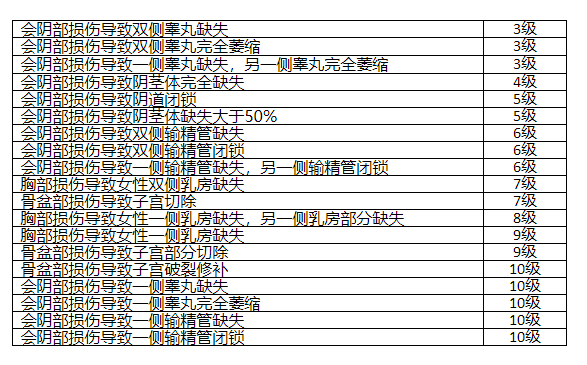 会阴部损伤导致双侧睾丸缺失 3级
会阴部损伤导致双侧睾丸完全萎缩 3级
会阴部损伤导致一侧睾丸缺失，另一侧睾丸完全萎缩 3级
会阴部损伤导致阴茎体完全缺失 4级
会阴部损伤导致阴道闭锁 5级
会阴部损伤导致阴茎体缺失大于50% 5级
会阴部损伤导致双侧输精管缺失 6级
会阴部损伤导致双侧输精管闭锁 6级
会阴部损伤导致一侧输精管缺失，另一侧输精管闭锁 6级
胸部损伤导致女性双侧乳房缺失 7级
骨盆部损伤导致子宫切除 7级
胸部损伤导致女性一侧乳房缺失，另一侧乳房部分缺失 8级
胸部损伤导致女性一侧乳房缺失 9级
骨盆部损伤导致子宫部分切除 9级
骨盆部损伤导致子宫破裂修补 10级
会阴部损伤导致一侧睾丸缺失 10级
会阴部损伤导致一侧睾丸完全萎缩 10级
会阴部损伤导致一侧输精管缺失 10级
会阴部损伤导致一侧输精管闭锁 10级